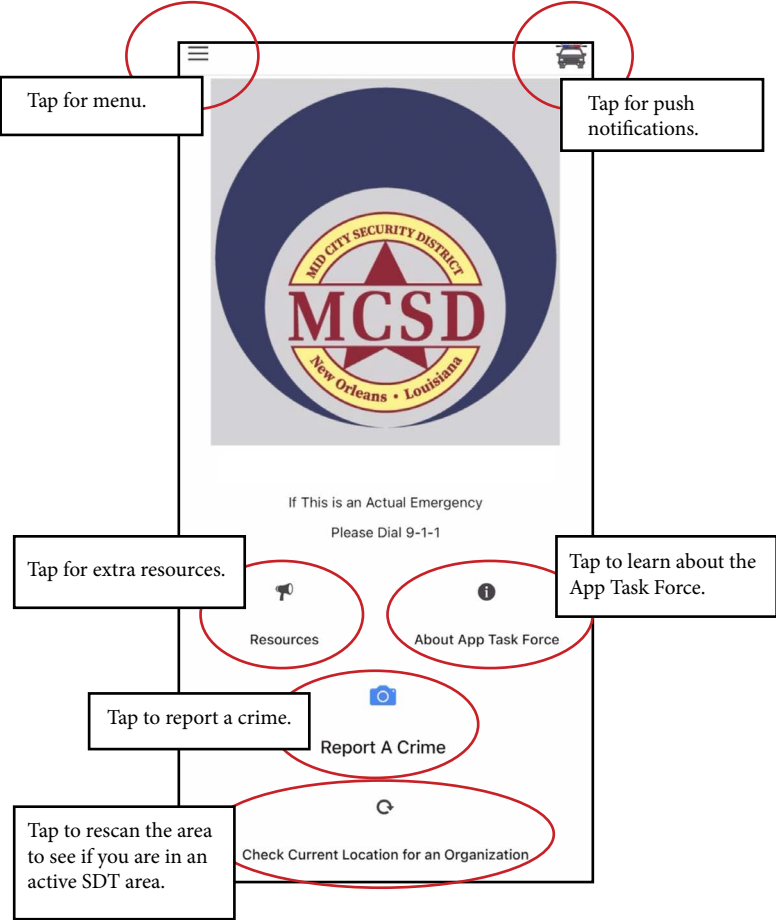 Tap for menu.
Tap for push
notifications.
MID CITY SECURITY DISTRICT
MCSD
New Orleans • Louisiana
If This is an Actual Emergency
Please Dial 9-1-1
Tap for extra resources.
Tap to learn about the
App Task Force.
Resources
About App Task Force
Tap to report a crime.
Report A Crime
Tap to rescan the area
to see if you are in an
active SDT area.
Check Current Location for an Organization